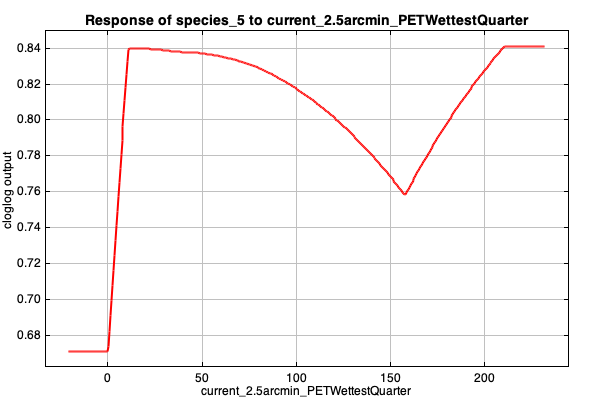 Response of species_5 to current_2.5arcmin_PETWettestQuarter
cloglog output
0.84
0.82
0.80
0.78
0.76
0.74
0.72
0.70
0.68
0 50 100 150 200
current_2.5arcmin_PETWettestQuarter